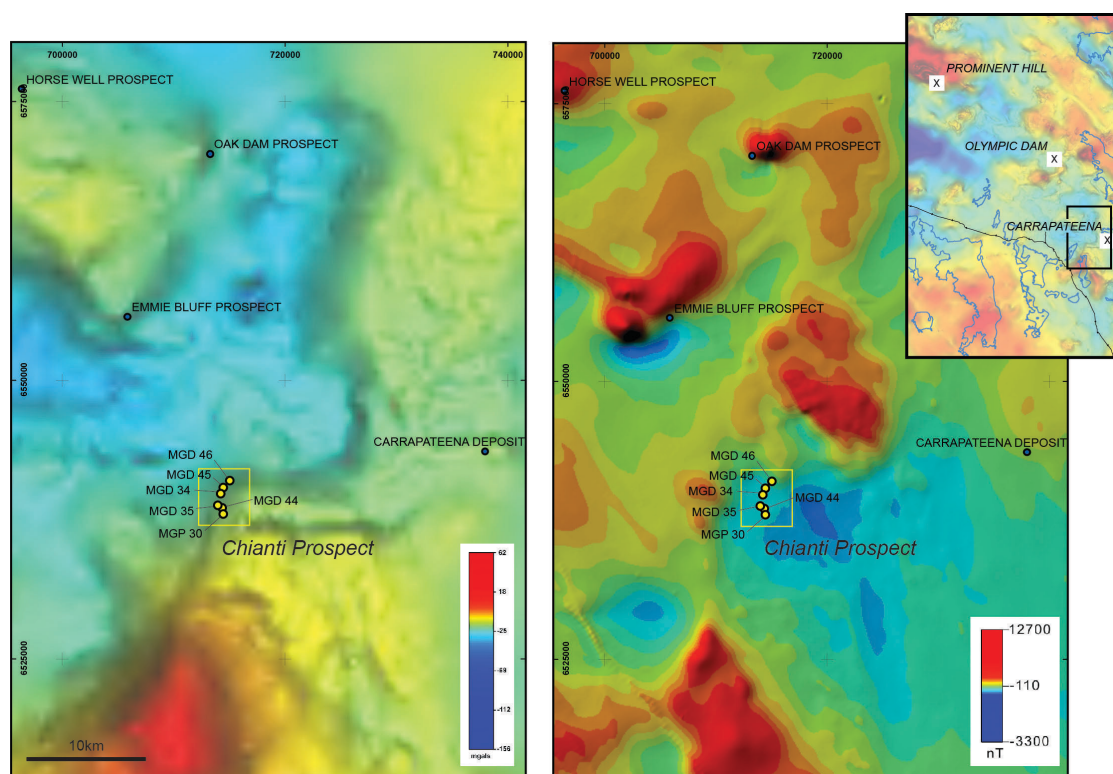 700000
720000
740000
6575000
HORSE WELL PROSPECT
OAK DAM PROSPECT
EMMIE BLUFF PROSPECT
6550000
CARRAPATEENA DEPOSIT
MGD 46
MGD 45
MGD 34
MGD 35
MGD 44
MGP 30
Chianti Prospect
6525000
10km
62
18
-25
-69
-112
-156
mgals
700000
720000
6575000
HORSE WELL PROSPECT
OAK DAM PROSPECT
EMMIE BLUFF PROSPECT
6550000
CARRAPATEENA DEPOSIT
MGD 46
MGD 45
MGD 34
MGD 35
MGD 44
MGP 30
Chianti Prospect
6525000
12700
-110
-3300
nT
PROMINENT HILL
X
OLYMPIC DAM
X
CARRAPATEENA
X